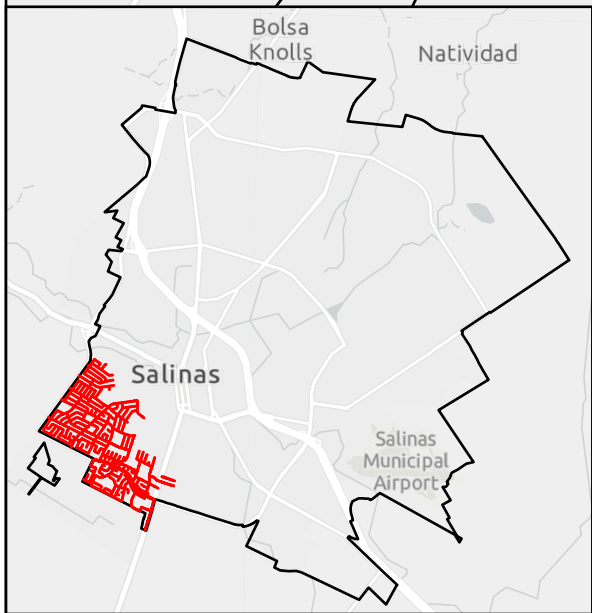 Bolsa
Knolls
Natividad
Salinas
Salinas
Municipal
Airport